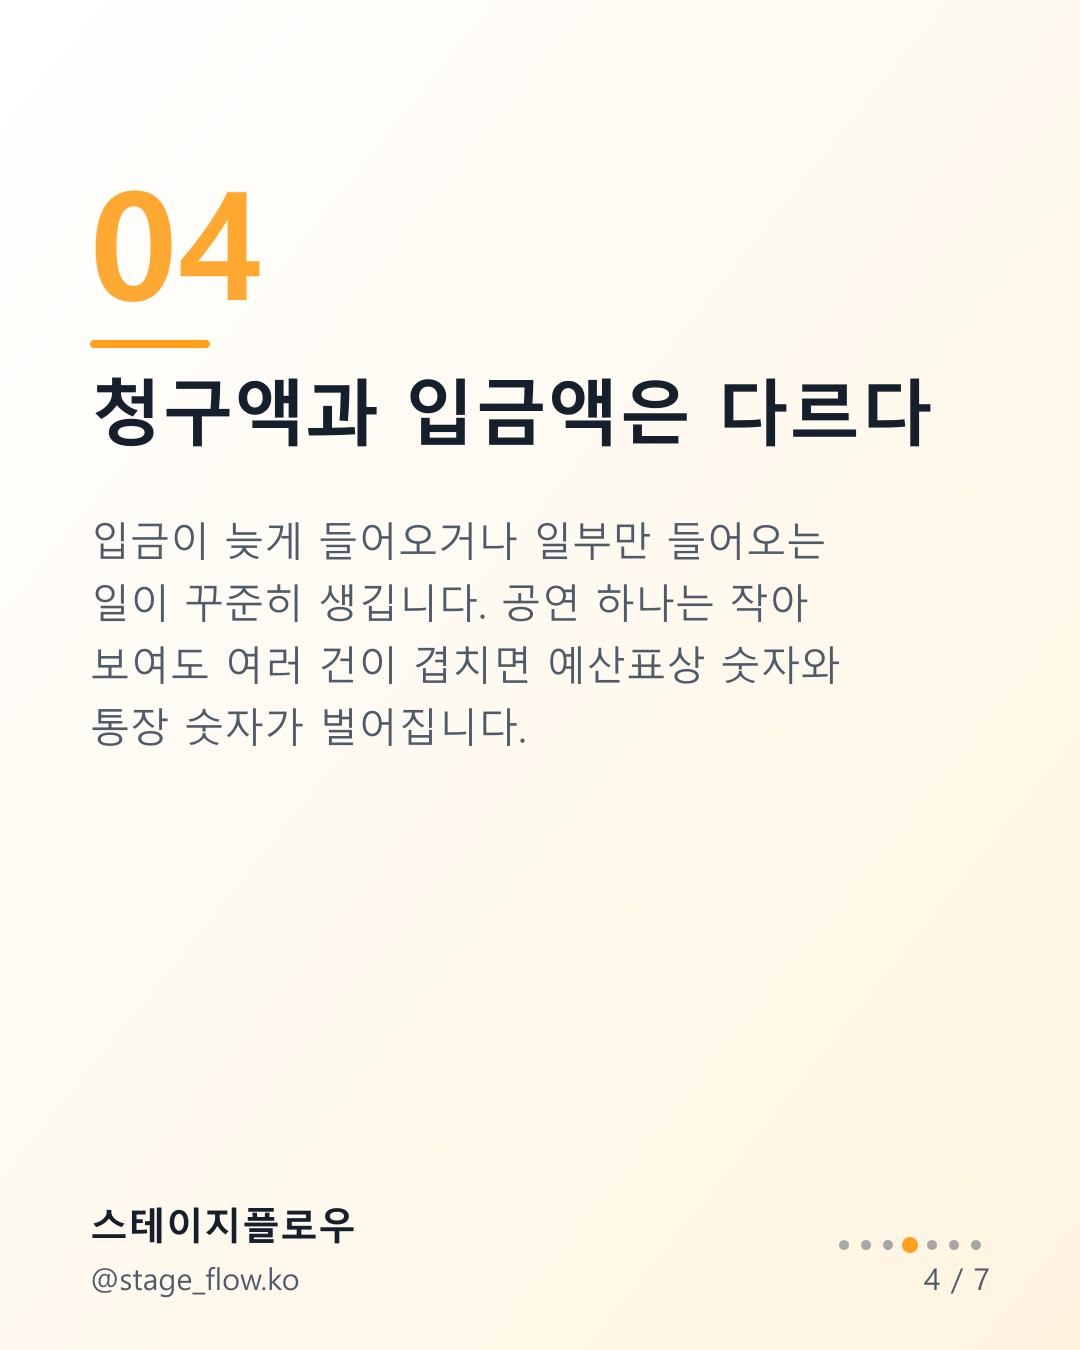 04
청구액과 입금액은 다르다
입금이 늦게 들어오거나 일부만 들어오는
일이 꾸준히 생깁니다. 공연 하나는 작아
보여도 여러 건이 겹치면 예산표상 숫자와
통장 숫자가 벌어집니다.
스테이지플로우
@stage_flow.ko
4 / 7